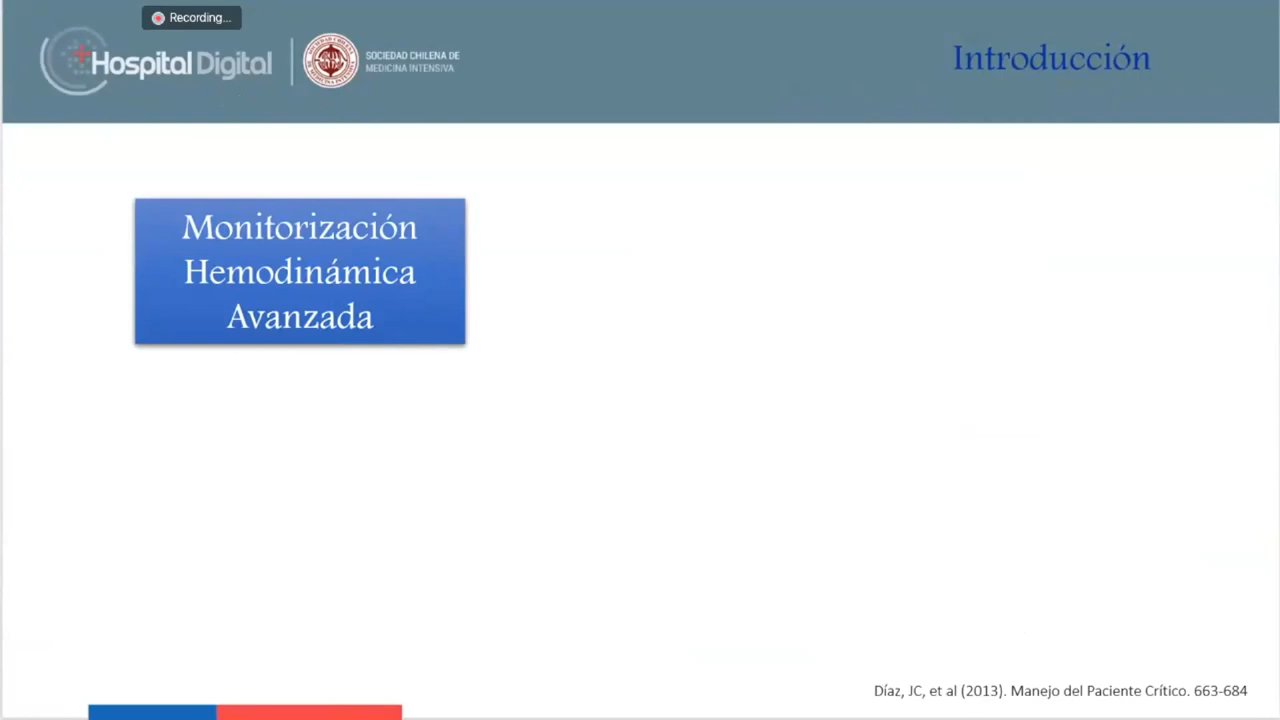 Recording...
Hospital Digital
SOCIEDAD CHILENA DE
MEDICINA INTENSIVA
Introducción
Monitorización
Hemodinámica
Avanzada
Díaz, JC, et al (2013). Manejo del Paciente Crítico. 663-684